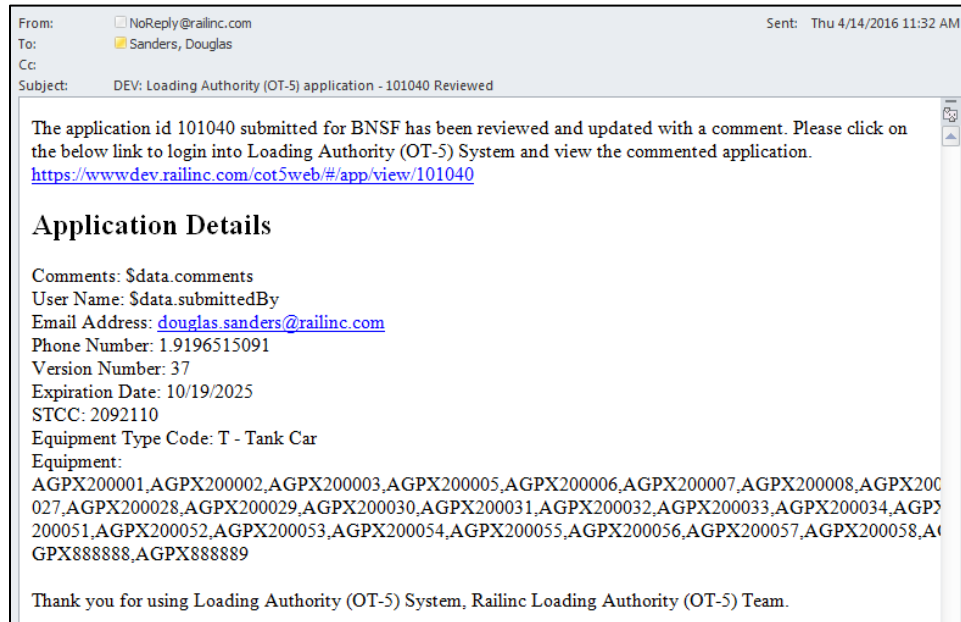 From: NoReply@railinc.com Sent: Thu 4/14/2016 11:32 AM
To: Sanders, Douglas
Cc:
Subject: DEV: Loading Authority (OT-5) application - 101040 Reviewed
The application id 101040 submitted for BNSF has been reviewed and updated with a comment. Please click on
the below link to login into Loading Authority (OT-5) System and view the commented application.
https://wwwdev.railinc.com/cot5web/#/app/view/101040
Application Details
Comments: $data.comments
User Name: $data.submittedBy
Email Address: douglas.sanders@railinc.com
Phone Number: 1.9196515091
Version Number: 37
Expiration Date: 10/19/2025
STCC: 2092110
Equipment Type Code: T - Tank Car
Equipment:
AGPX200001,AGPX200002,AGPX200003,AGPX200005,AGPX200006,AGPX200007,AGPX200008,AGPX200
027,AGPX200028,AGPX200029,AGPX200030,AGPX200031,AGPX200032,AGPX200033,AGPX200034,AGPX
200051,AGPX200052,AGPX200053,AGPX200054,AGPX200055,AGPX200056,AGPX200057,AGPX200058,A
GPX888888,AGPX888889
Thank you for using Loading Authority (OT-5) System, Railinc Loading Authority (OT-5) Team.